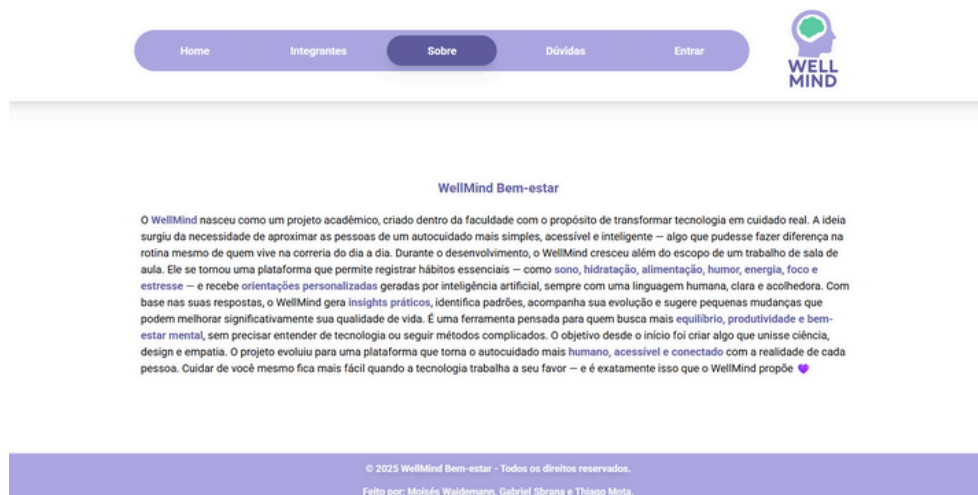 Home Integrantes Sobre Dúvidas Entrar
WELL
MIND
WellMind Bem-estar
O WellMind nasceu como um projeto acadêmico, criado dentro da faculdade com o propósito de transformar tecnologia em cuidado real. A ideia
surgiu da necessidade de aproximar as pessoas de um autocuidado mais simples, acessível e inteligente — algo que pudesse fazer diferença na
rotina mesmo de quem vive na correria do dia a dia. Durante o desenvolvimento, o WellMind cresceu além do escopo de um trabalho de sala de
aula. Ele se tornou uma plataforma que permite registrar hábitos essenciais — como sono, hidratação, alimentação, humor, energia, foco e
estresse — e recebe orientações personalizadas geradas por inteligência artificial, sempre com uma linguagem humana, clara e acolhedora. Com
base nas suas respostas, o WellMind gera insights práticos, identifica padrões, acompanha sua evolução e sugere pequenas mudanças que
podem melhorar significativamente sua qualidade de vida. É uma ferramenta pensada para quem busca mais equilíbrio, produtividade e bem-
estar mental, sem precisar entender de tecnologia ou seguir métodos complicados. O objetivo desde o início foi criar algo que unisse ciência,
design e empatia. O projeto evoluiu para uma plataforma que torna o autocuidado mais humano, acessível e conectado com a realidade de cada
pessoa. Cuidar de você mesmo fica mais fácil quando a tecnologia trabalha a seu favor — e é exatamente isso que o WellMind propõe 💜
© 2025 WellMind Bem-estar - Todos os direitos reservados.
Feito por: Moisés Waidemann, Gabriel Sbrana e Thiago Mota.